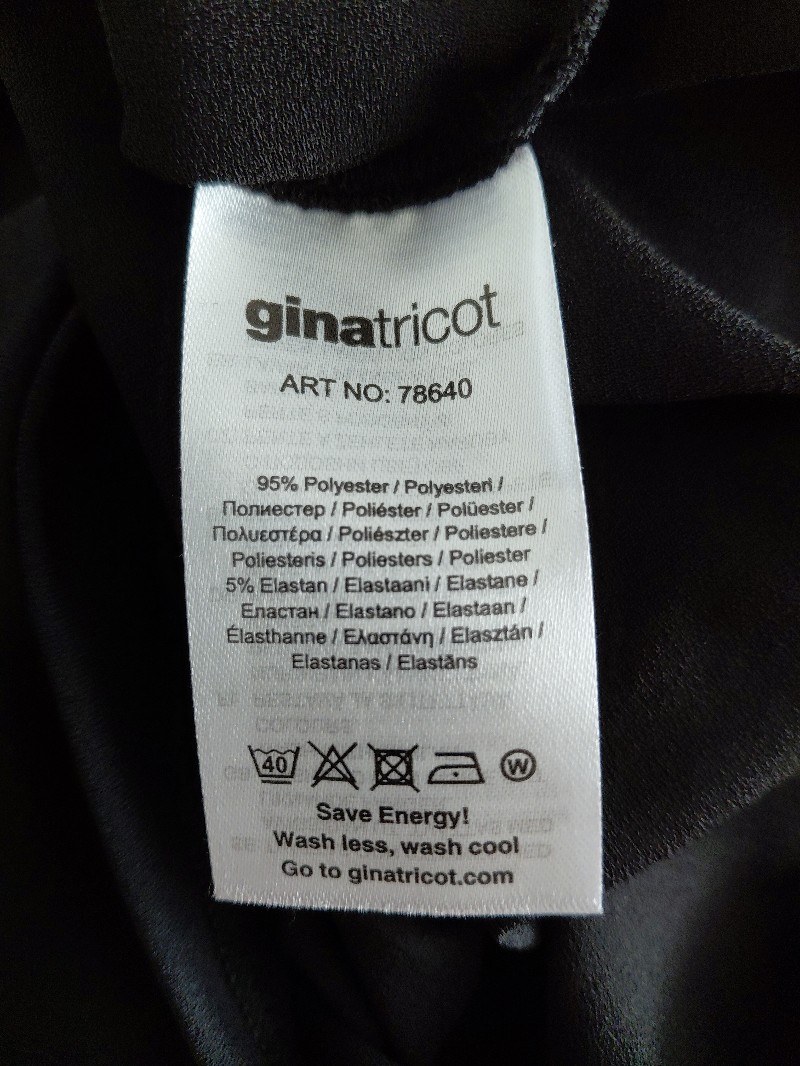 ginatricot
ART NO: 78640
95% Polyester / Polyesteri /
Полиестер / Poliéster / Polüester /
Πολυεστέρα / Poliészter / Poliestere /
Poliesteris / Poliesters / Poliester
5% Elastan / Elastaani / Elastane /
Еластан / Elastano / Elastaan /
Élasthanne / Ελαστάνη / Elasztán /
Elastanas / Elastāns
40 W
Save Energy!
Wash less, wash cool
Go to ginatricot.com